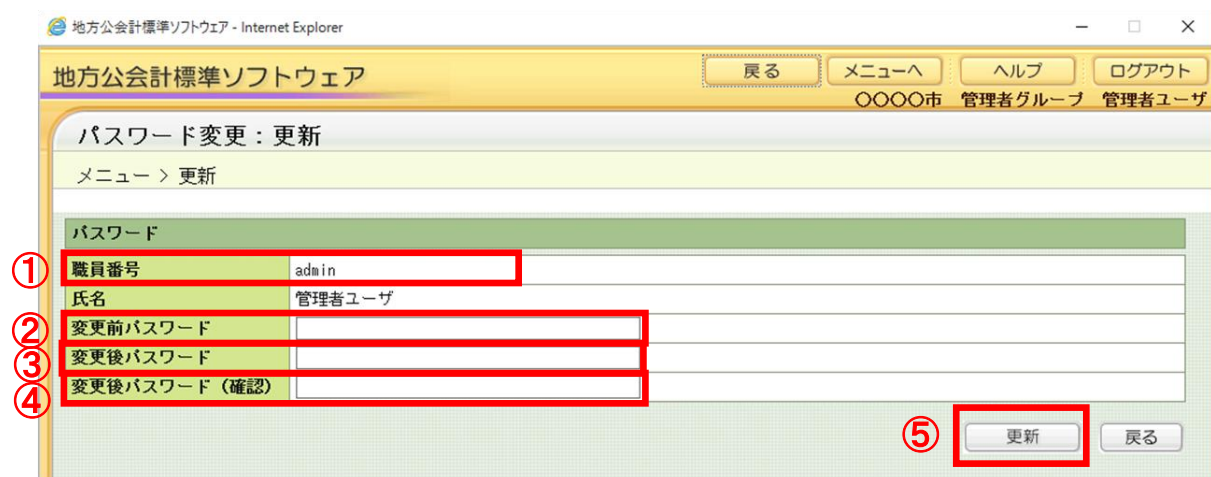 地方公会計標準ソフトウェア - Internet Explorer
地方公会計標準ソフトウェア 戻る メニューへ ヘルプ ログアウト
〇〇〇〇市 管理者グループ 管理者ユーザ
パスワード変更：更新
メニュー > 更新
パスワード
① 職員番号 admin
氏名 管理者ユーザ
② 変更前パスワード
③ 変更後パスワード
④ 変更後パスワード（確認）
⑤ 更新 戻る